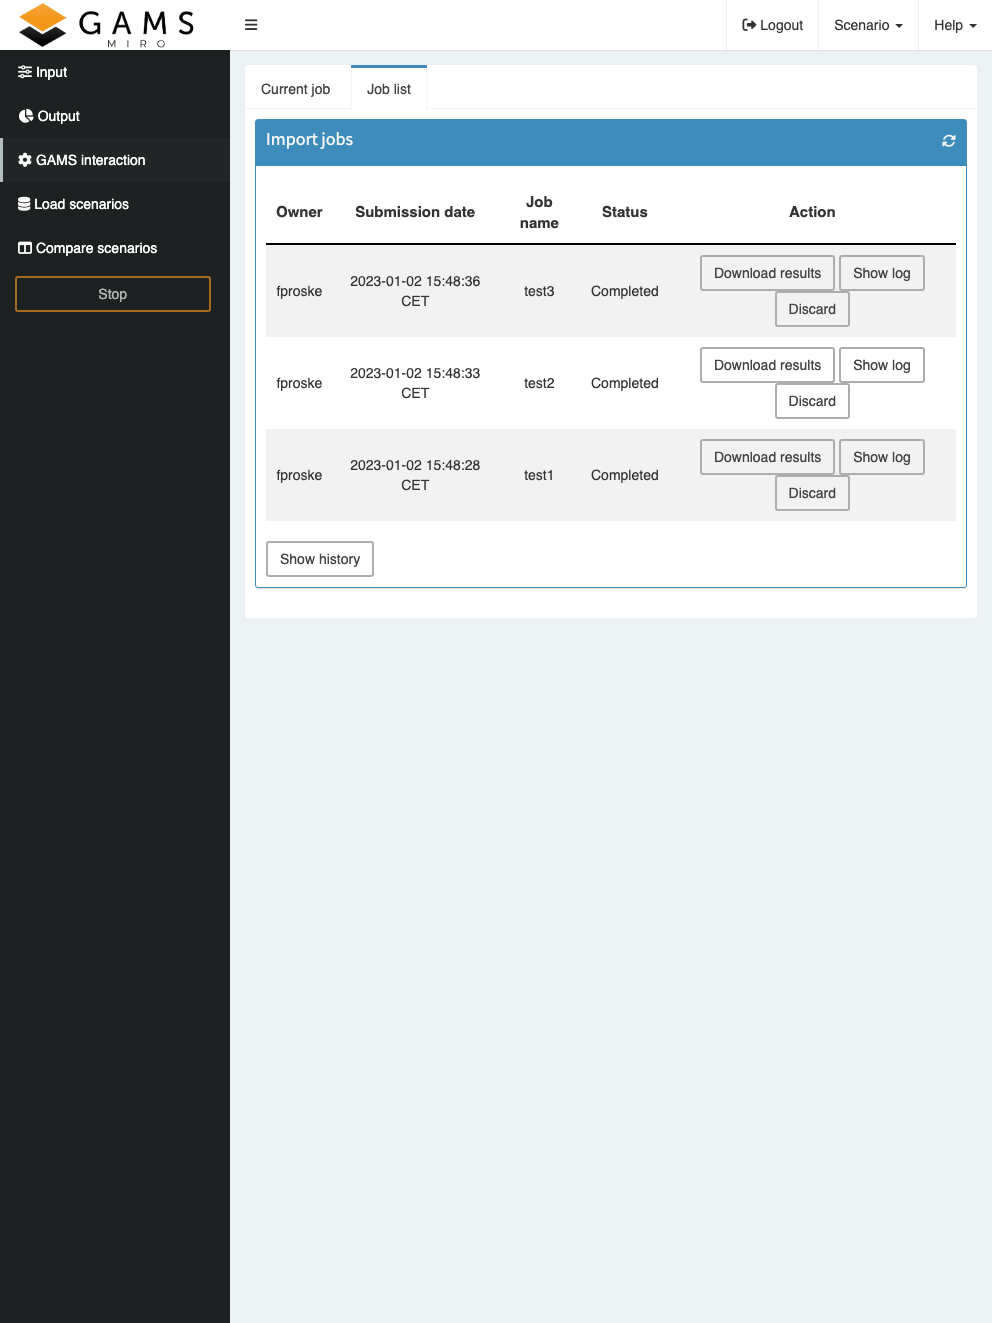 GAMS
MIRO
Logout
Scenario
Help
Input
Output
GAMS interaction
Load scenarios
Compare scenarios
Stop
Current job
Job list
Import jobs
Owner
Submission date
Job
name
Status
Action
fproske
2023-01-02 15:48:36
CET
test3
Completed
Download results
Show log
Discard
fproske
2023-01-02 15:48:33
CET
test2
Completed
Download results
Show log
Discard
fproske
2023-01-02 15:48:28
CET
test1
Completed
Download results
Show log
Discard
Show history